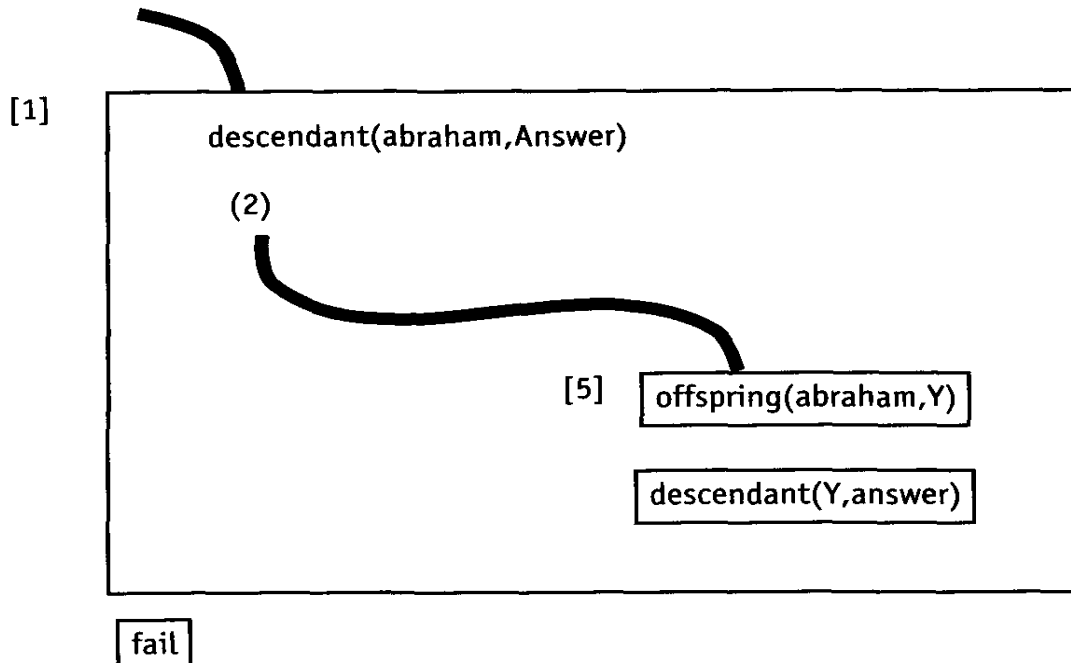 [1]
descendant(abraham,Answer)
(2)
[5] offspring(abraham,Y)
descendant(Y,answer)
fail